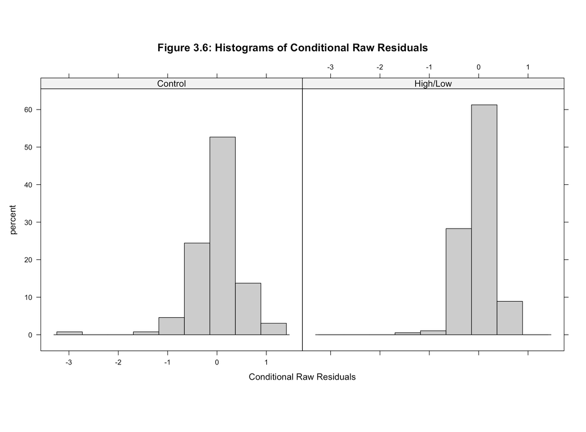 Figure 3.6: Histograms of Conditional Raw Residuals
-3 -2 -1 0 1
Control High/Low
60
50
40
30
20
10
0
percent
-3 -2 -1 0 1
Conditional Raw Residuals